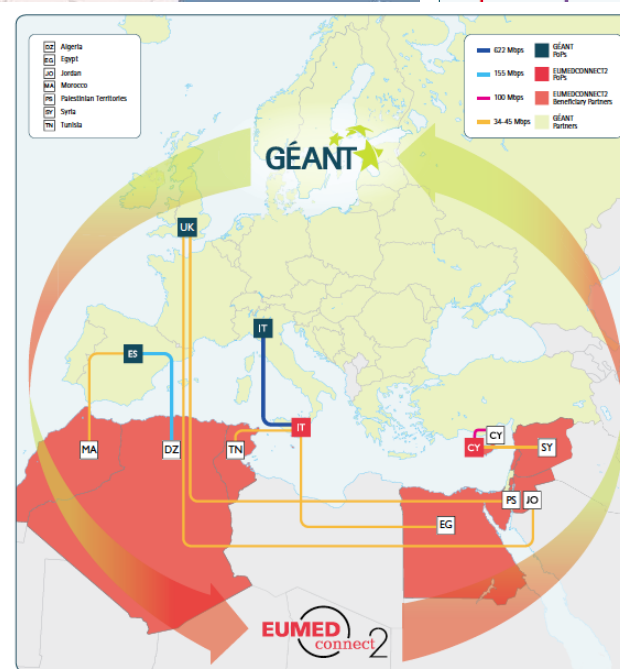 DZ Algeria
EG Egypt
JO Jordan
MA Morocco
PS Palestinian Territories
SY Syria
TN Tunisia
622 Mbps
155 Mbps
100 Mbps
34-45 Mbps
GÉANT
PoPs
EUMEDCONNECT2
PoPs
EUMEDCONNECT2
Beneficiary Partners
GÉANT
Partners
GÉANT
UK
IT
ES
IT
CY
CY
SY
MA
DZ
TN
PS
JO
EG
EUMED
connect2